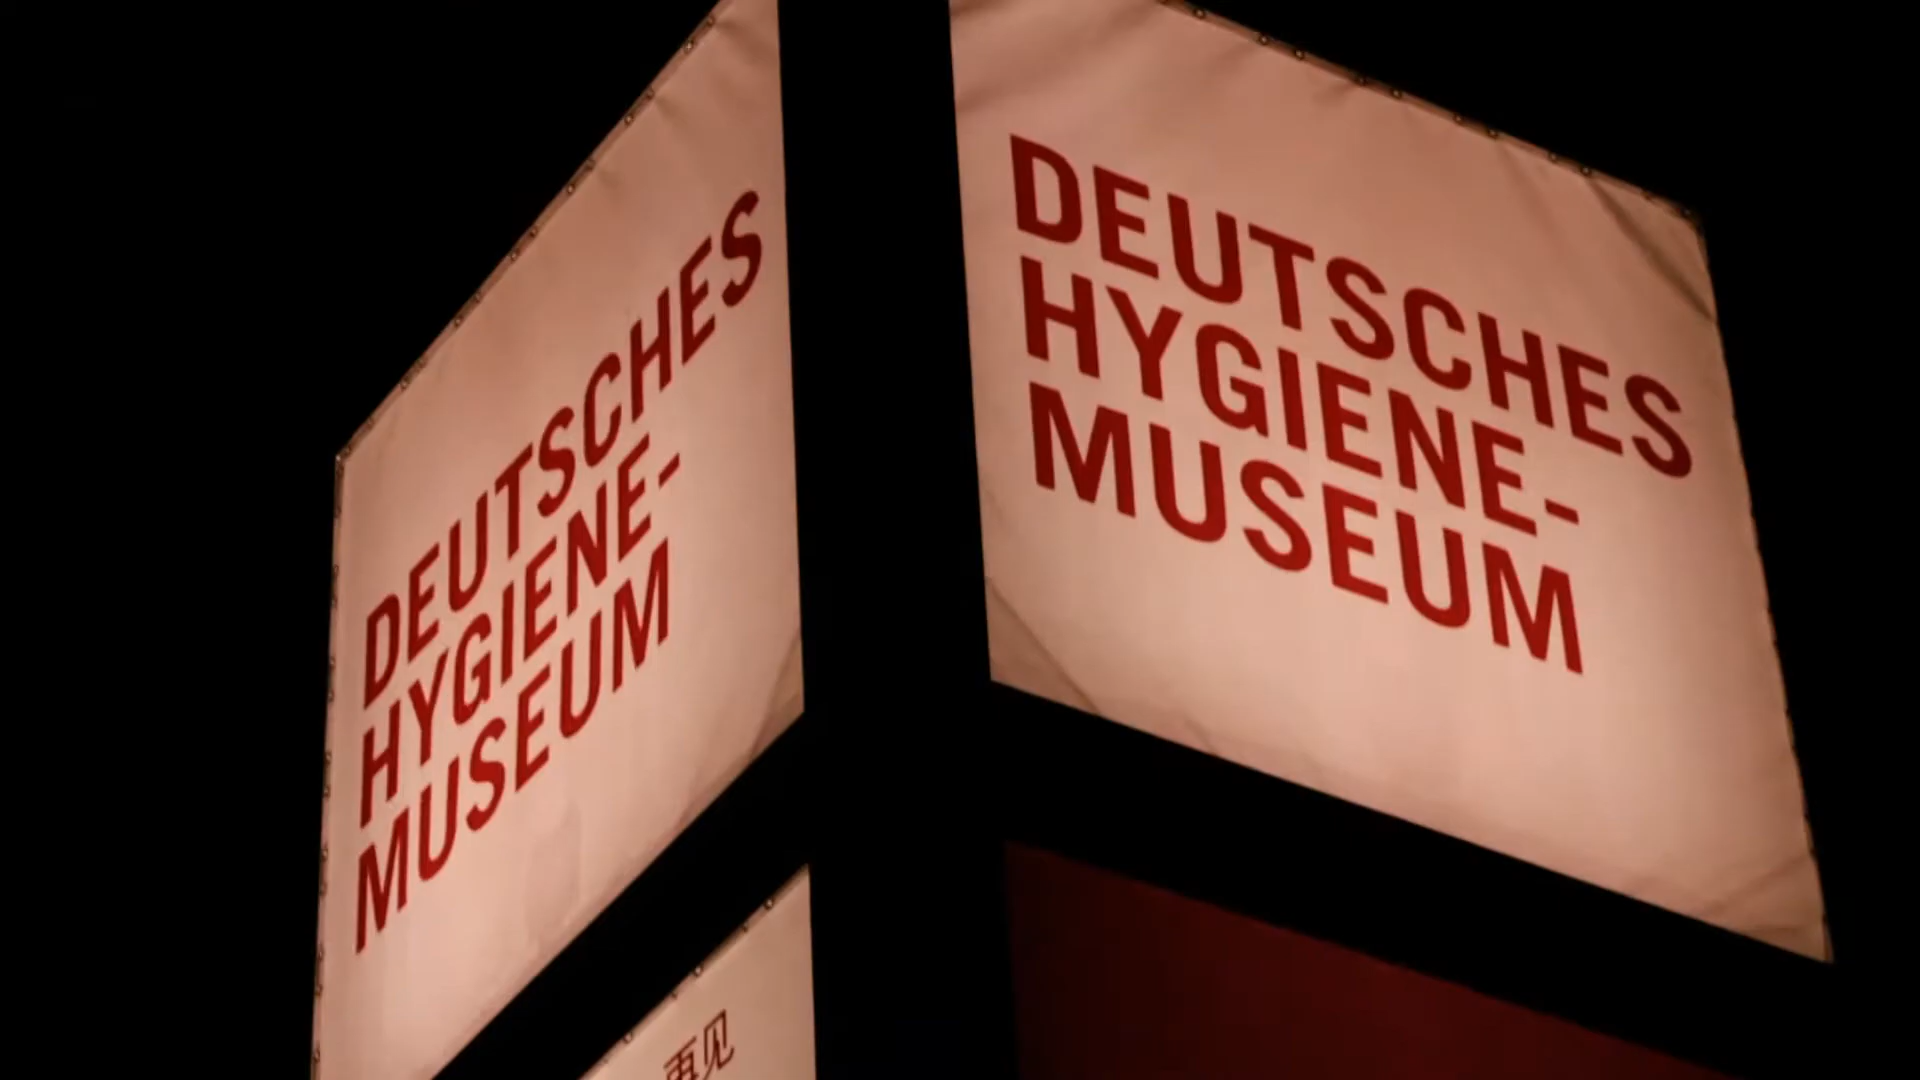 DEUTSCHES
HYGIENE-
MUSEUM
DEUTSCHES
HYGIENE-
MUSEUM
再见